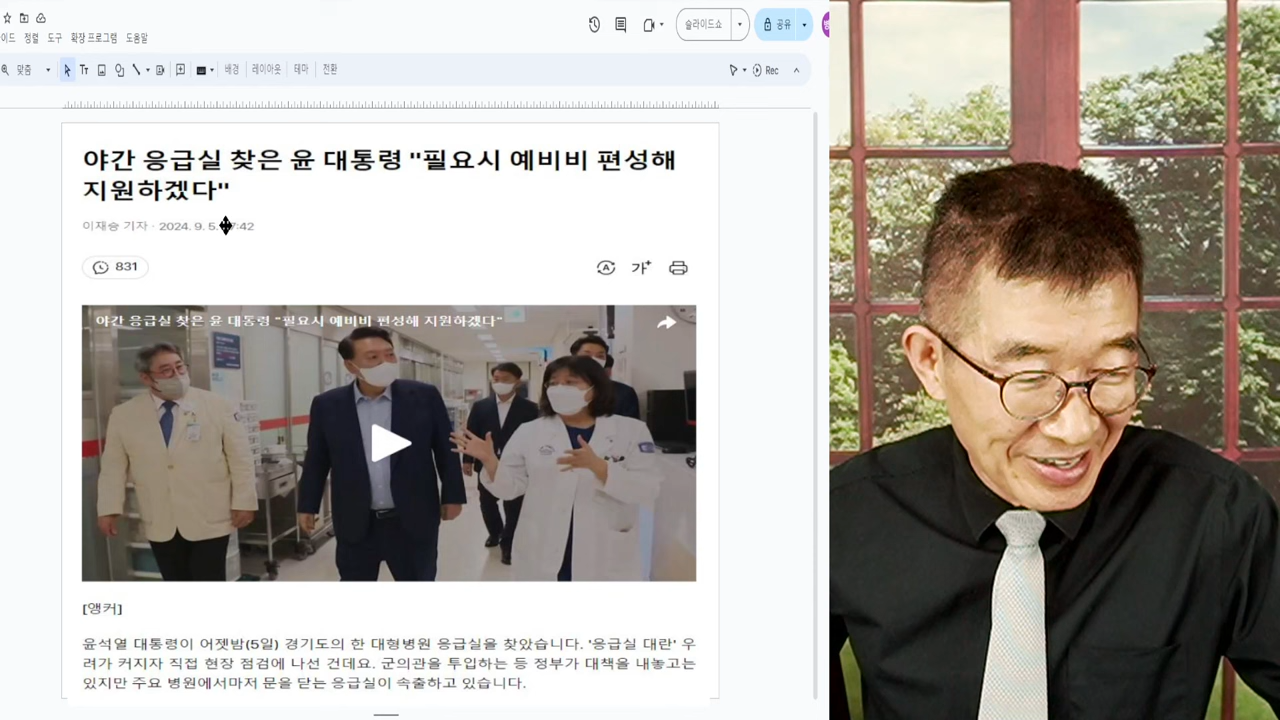 정렬 도구 확장 프로그램 도움말
슬라이드쇼
공유
맞춤
배경 레이아웃 테마 전환
Rec
야간 응급실 찾은 윤 대통령 "필요시 예비비 편성해
지원하겠다"
이재승 기자 · 2024. 9. 5. :42
831
가+
야간 응급실 찾은 윤 대통령 "필요시 예비비 편성해 지원하겠다"
[앵커]
윤석열 대통령이 어젯밤(5일) 경기도의 한 대형병원 응급실을 찾았습니다. '응급실 대란' 우
려가 커지자 직접 현장 점검에 나선 건데요. 군의관을 투입하는 등 정부가 대책을 내놓고는
있지만 주요 병원에서마저 문을 닫는 응급실이 속출하고 있습니다.